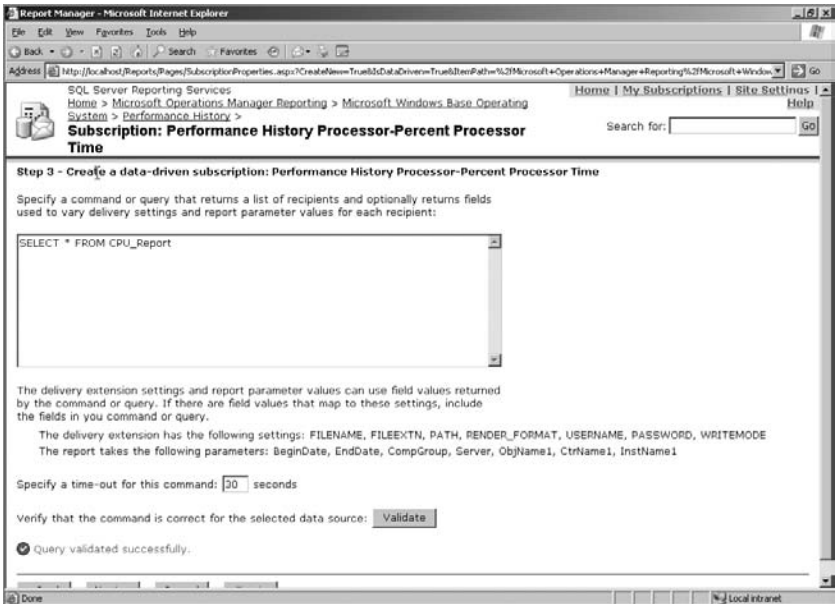 Report Manager - Microsoft Internet Explorer
File Edit View Favorites Tools Help
Back Search Favorites
Address http://localhost/Reports/Pages/SubscriptionProperties.aspx?CreateNew=True&IsDataDriven=True&ItemPath=%2fMicrosoft+Operations+Manager+Reporting%2fMicrosoft+Window Go
SQL Server Reporting Services
Home | My Subscriptions | Site Settings |
Home > Microsoft Operations Manager Reporting > Microsoft Windows Base Operating
Help
System > Performance History >
Subscription: Performance History Processor-Percent Processor
Search for: Go
Time
Step 3 - Create a data-driven subscription: Performance History Processor-Percent Processor Time
Specify a command or query that returns a list of recipients and optionally returns fields
used to vary delivery settings and report parameter values for each recipient:
SELECT * FROM CPU_Report
The delivery extension settings and report parameter values can use field values returned
by the command or query. If there are field values that map to these settings, include
the fields in you command or query.
The delivery extension has the following settings: FILENAME, FILEEXTN, PATH, RENDER_FORMAT, USERNAME, PASSWORD, WRITEMODE
The report takes the following parameters: BeginDate, EndDate, CompGroup, Server, ObjName1, CtrName1, InstName1
Specify a time-out for this command: 30 seconds
Verify that the command is correct for the selected data source: Validate
Query validated successfully.
Done
Local intranet